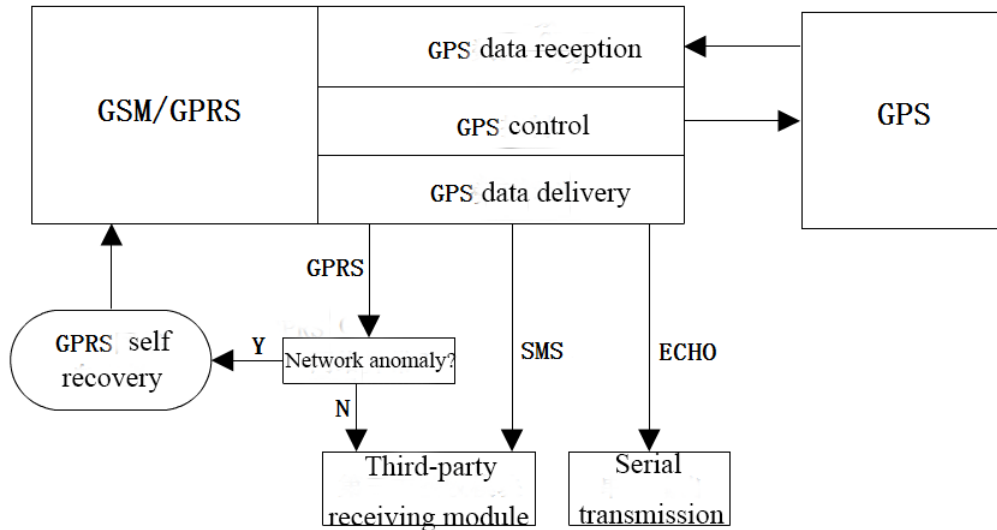 GPS data reception
GSM/GPRS
GPS control
GPS
GPS data delivery
GPRS
GPRS self
recovery
Y
Network anomaly?
SMS
ECHO
N
Third-party
receiving module
Serial
transmission